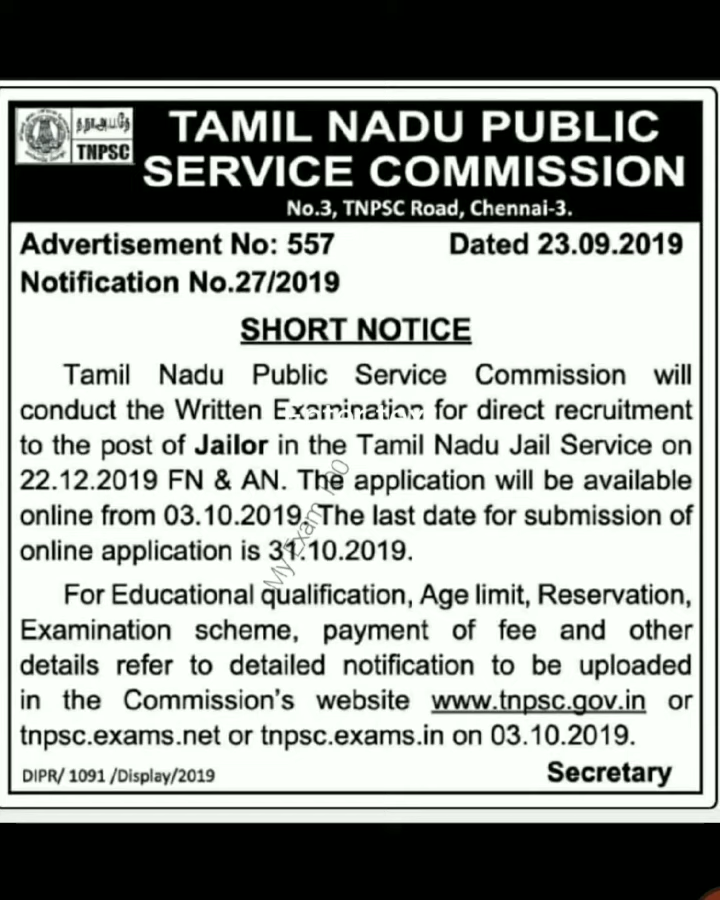 தநாஅபதே
TNPSC
TAMIL NADU PUBLIC
SERVICE COMMISSION
No.3, TNPSC Road, Chennai-3.
Advertisement No: 557 Dated 23.09.2019
Notification No.27/2019
SHORT NOTICE
Tamil Nadu Public Service Commission will
conduct the Written Examination for direct recruitment
to the post of Jailor in the Tamil Nadu Jail Service on
22.12.2019 FN & AN. The application will be available
online from 03.10.2019. The last date for submission of
online application is 31.10.2019.
For Educational qualification, Age limit, Reservation,
Examination scheme, payment of fee and other
details refer to detailed notification to be uploaded
in the Commission's website www.tnpsc.gov.in or
tnpsc.exams.net or tnpsc.exams.in on 03.10.2019.
DIPR/ 1091 /Display/2019 Secretary
My Exam